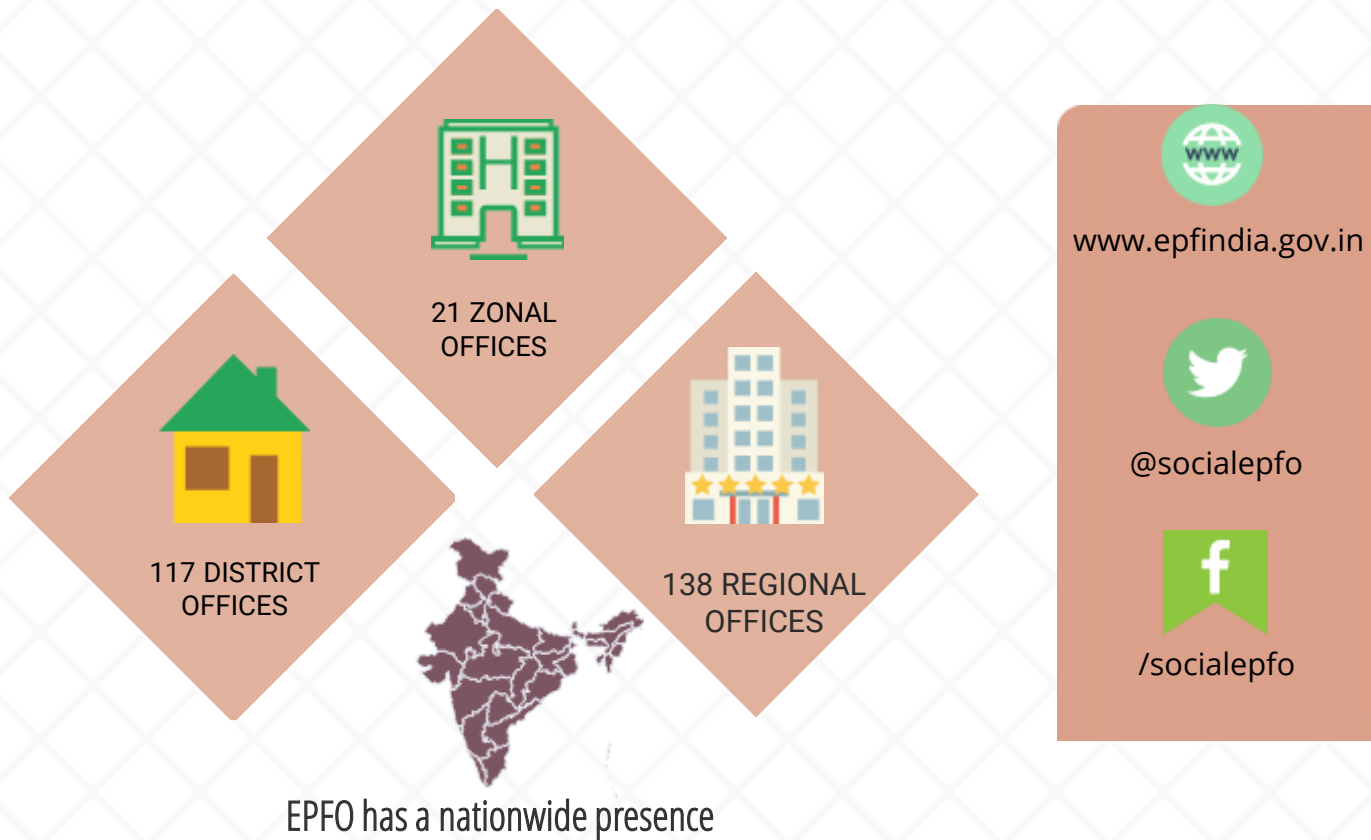 21 ZONAL
OFFICES
117 DISTRICT
OFFICES
138 REGIONAL
OFFICES
EPFO has a nationwide presence
www
www.epfindia.gov.in
@socialepfo
f
/socialepfo